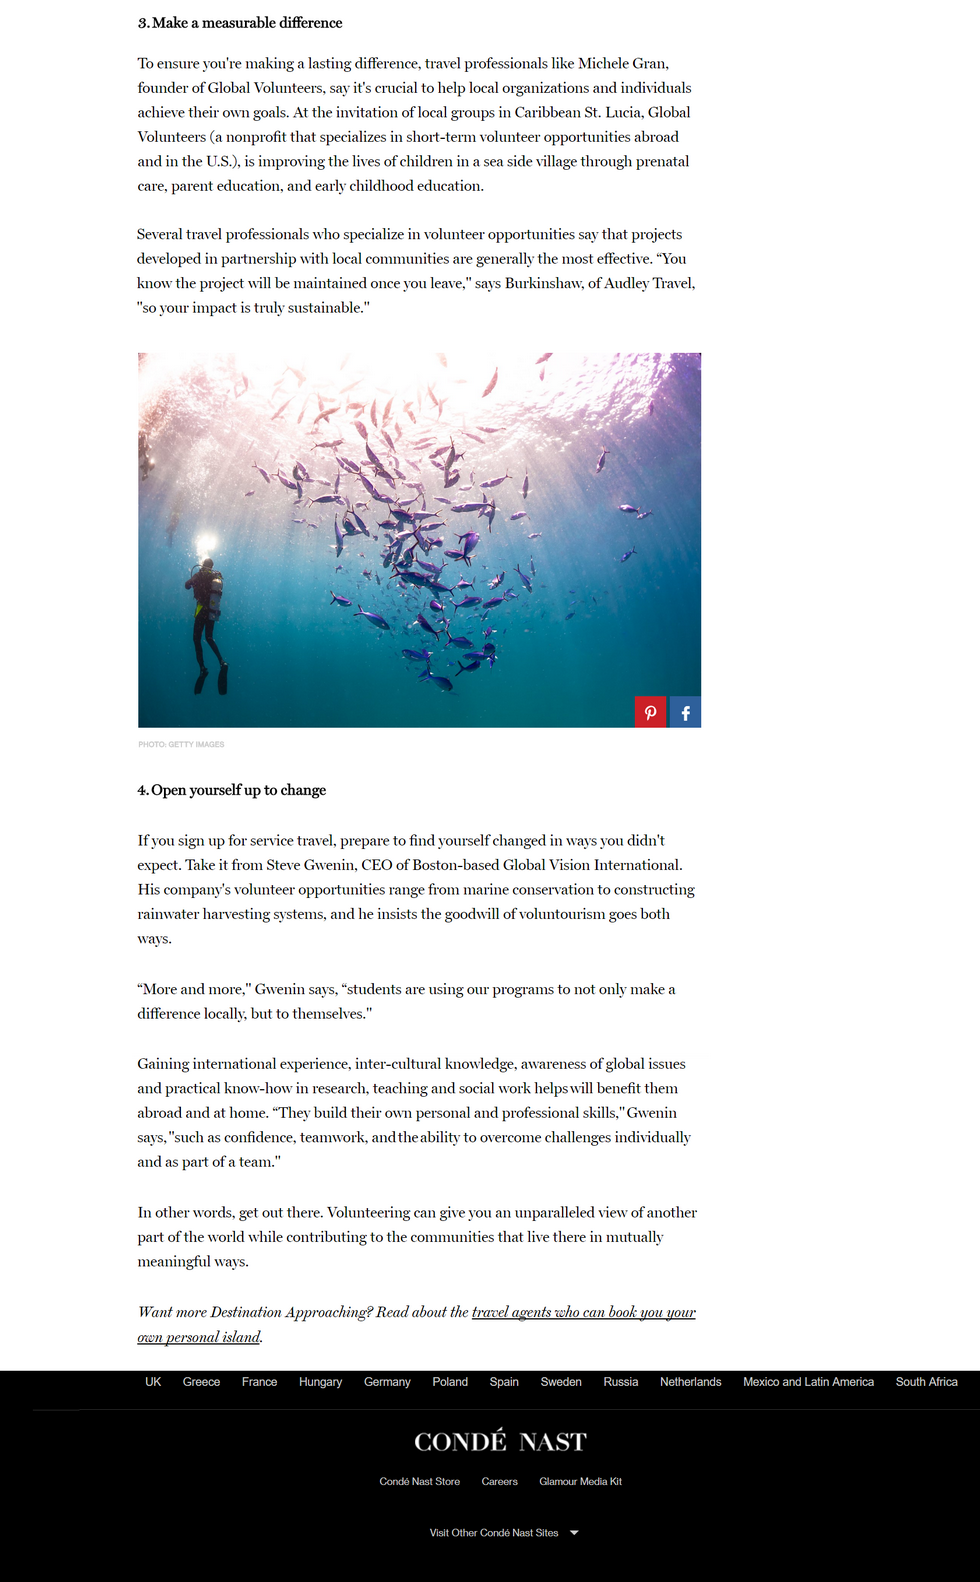 3. Make a measurable difference
To ensure you're making a lasting difference, travel professionals like Michele Gran,
founder of Global Volunteers, say it's crucial to help local organizations and individuals
achieve their own goals. At the invitation of local groups in Caribbean St. Lucia, Global
Volunteers (a nonprofit that specializes in short-term volunteer opportunities abroad
and in the U.S.), is improving the lives of children in a sea side village through prenatal
care, parent education, and early childhood education.
Several travel professionals who specialize in volunteer opportunities say that projects
developed in partnership with local communities are generally the most effective. “You
know the project will be maintained once you leave," says Burkinshaw, of Audley Travel,
"so your impact is truly sustainable."
PHOTO: GETTY IMAGES
4. Open yourself up to change
If you sign up for service travel, prepare to find yourself changed in ways you didn't
expect. Take it from Steve Gwenin, CEO of Boston-based Global Vision International.
His company's volunteer opportunities range from marine conservation to constructing
rainwater harvesting systems, and he insists the goodwill of voluntourism goes both
ways.
“More and more," Gwenin says, “students are using our programs to not only make a
difference locally, but to themselves."
Gaining international experience, inter-cultural knowledge, awareness of global issues
and practical know-how in research, teaching and social work helps will benefit them
abroad and at home. “They build their own personal and professional skills," Gwenin
says, "such as confidence, teamwork, and the ability to overcome challenges individually
and as part of a team."
In other words, get out there. Volunteering can give you an unparalleled view of another
part of the world while contributing to the communities that live there in mutually
meaningful ways.
Want more Destination Approaching? Read about the travel agents who can book you your
own personal island.
UK Greece France Hungary Germany Poland Spain Sweden Russia Netherlands Mexico and Latin America South Africa
CONDÉ NAST
Condé Nast Store Careers Glamour Media Kit
Visit Other Condé Nast Sites